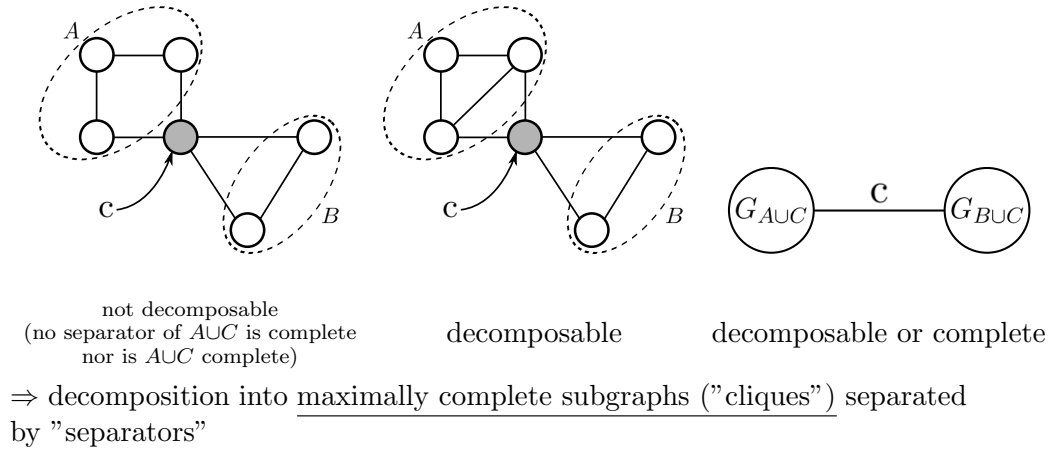 A
A
C
B
C
B
G_{A∪C}
C
G_{B∪C}
not decomposable
(no separator of A∪C is complete
nor is A∪C complete)
decomposable
decomposable or complete
⇒ decomposition into maximally complete subgraphs (”cliques”) separated
by ”separators”